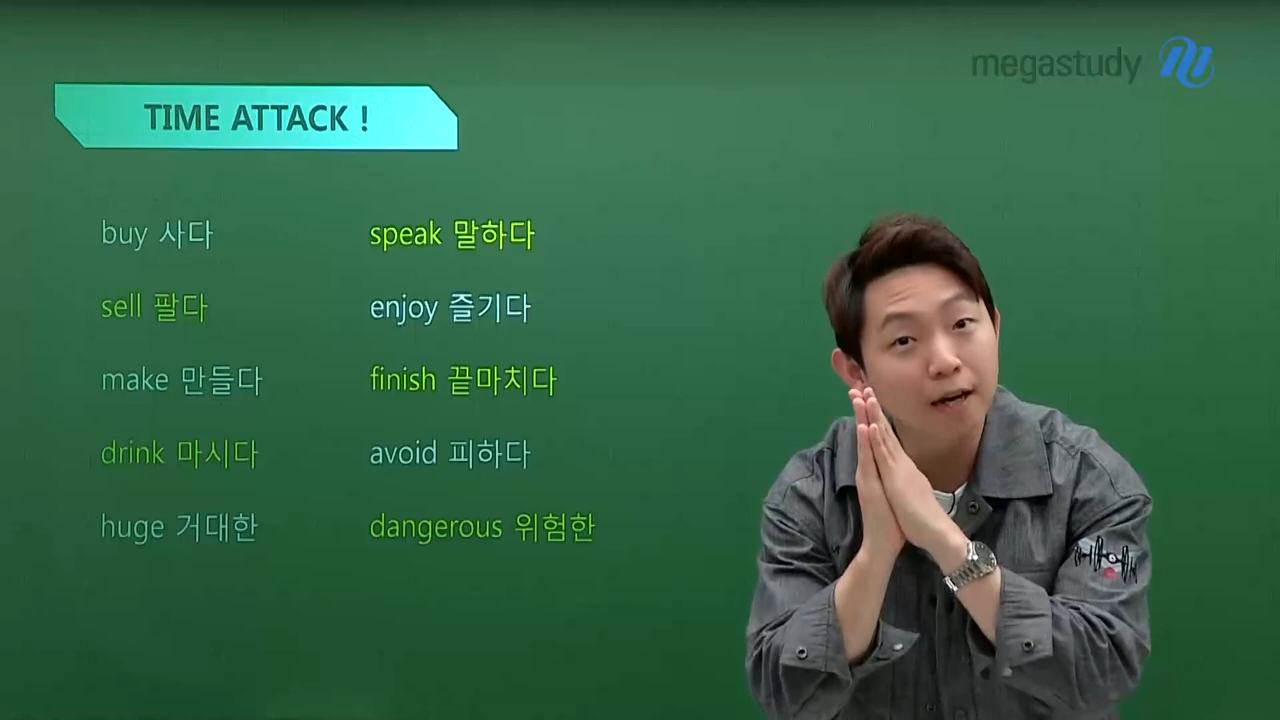 megastudy
TIME ATTACK !
buy 사다
speak 말하다
sell 팔다
enjoy 즐기다
make 만들다
finish 끝마치다
drink 마시다
avoid 피하다
huge 거대한
dangerous 위험한